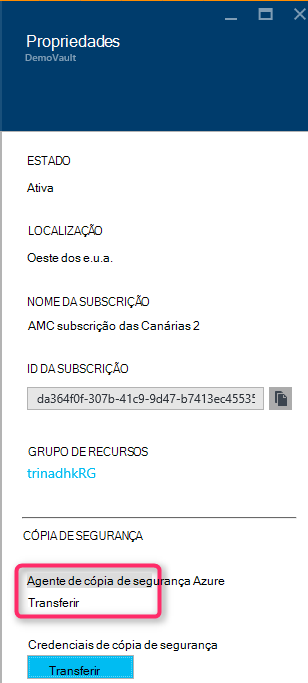 Propriedades
DemoVault
ESTADO
Ativa
LOCALIZAÇÃO
Oeste dos e.u.a.
NOME DA SUBSCRIÇÃO
AMC subscrição das Canárias 2
ID DA SUBSCRIÇÃO
da364f0f-307b-41c9-9d47-b7413ec45535
GRUPO DE RECURSOS
trinadhkRG
CÓPIA DE SEGURANÇA
Agente de cópia de segurança Azure
Transferir
Credenciais de cópia de segurança
Transferir